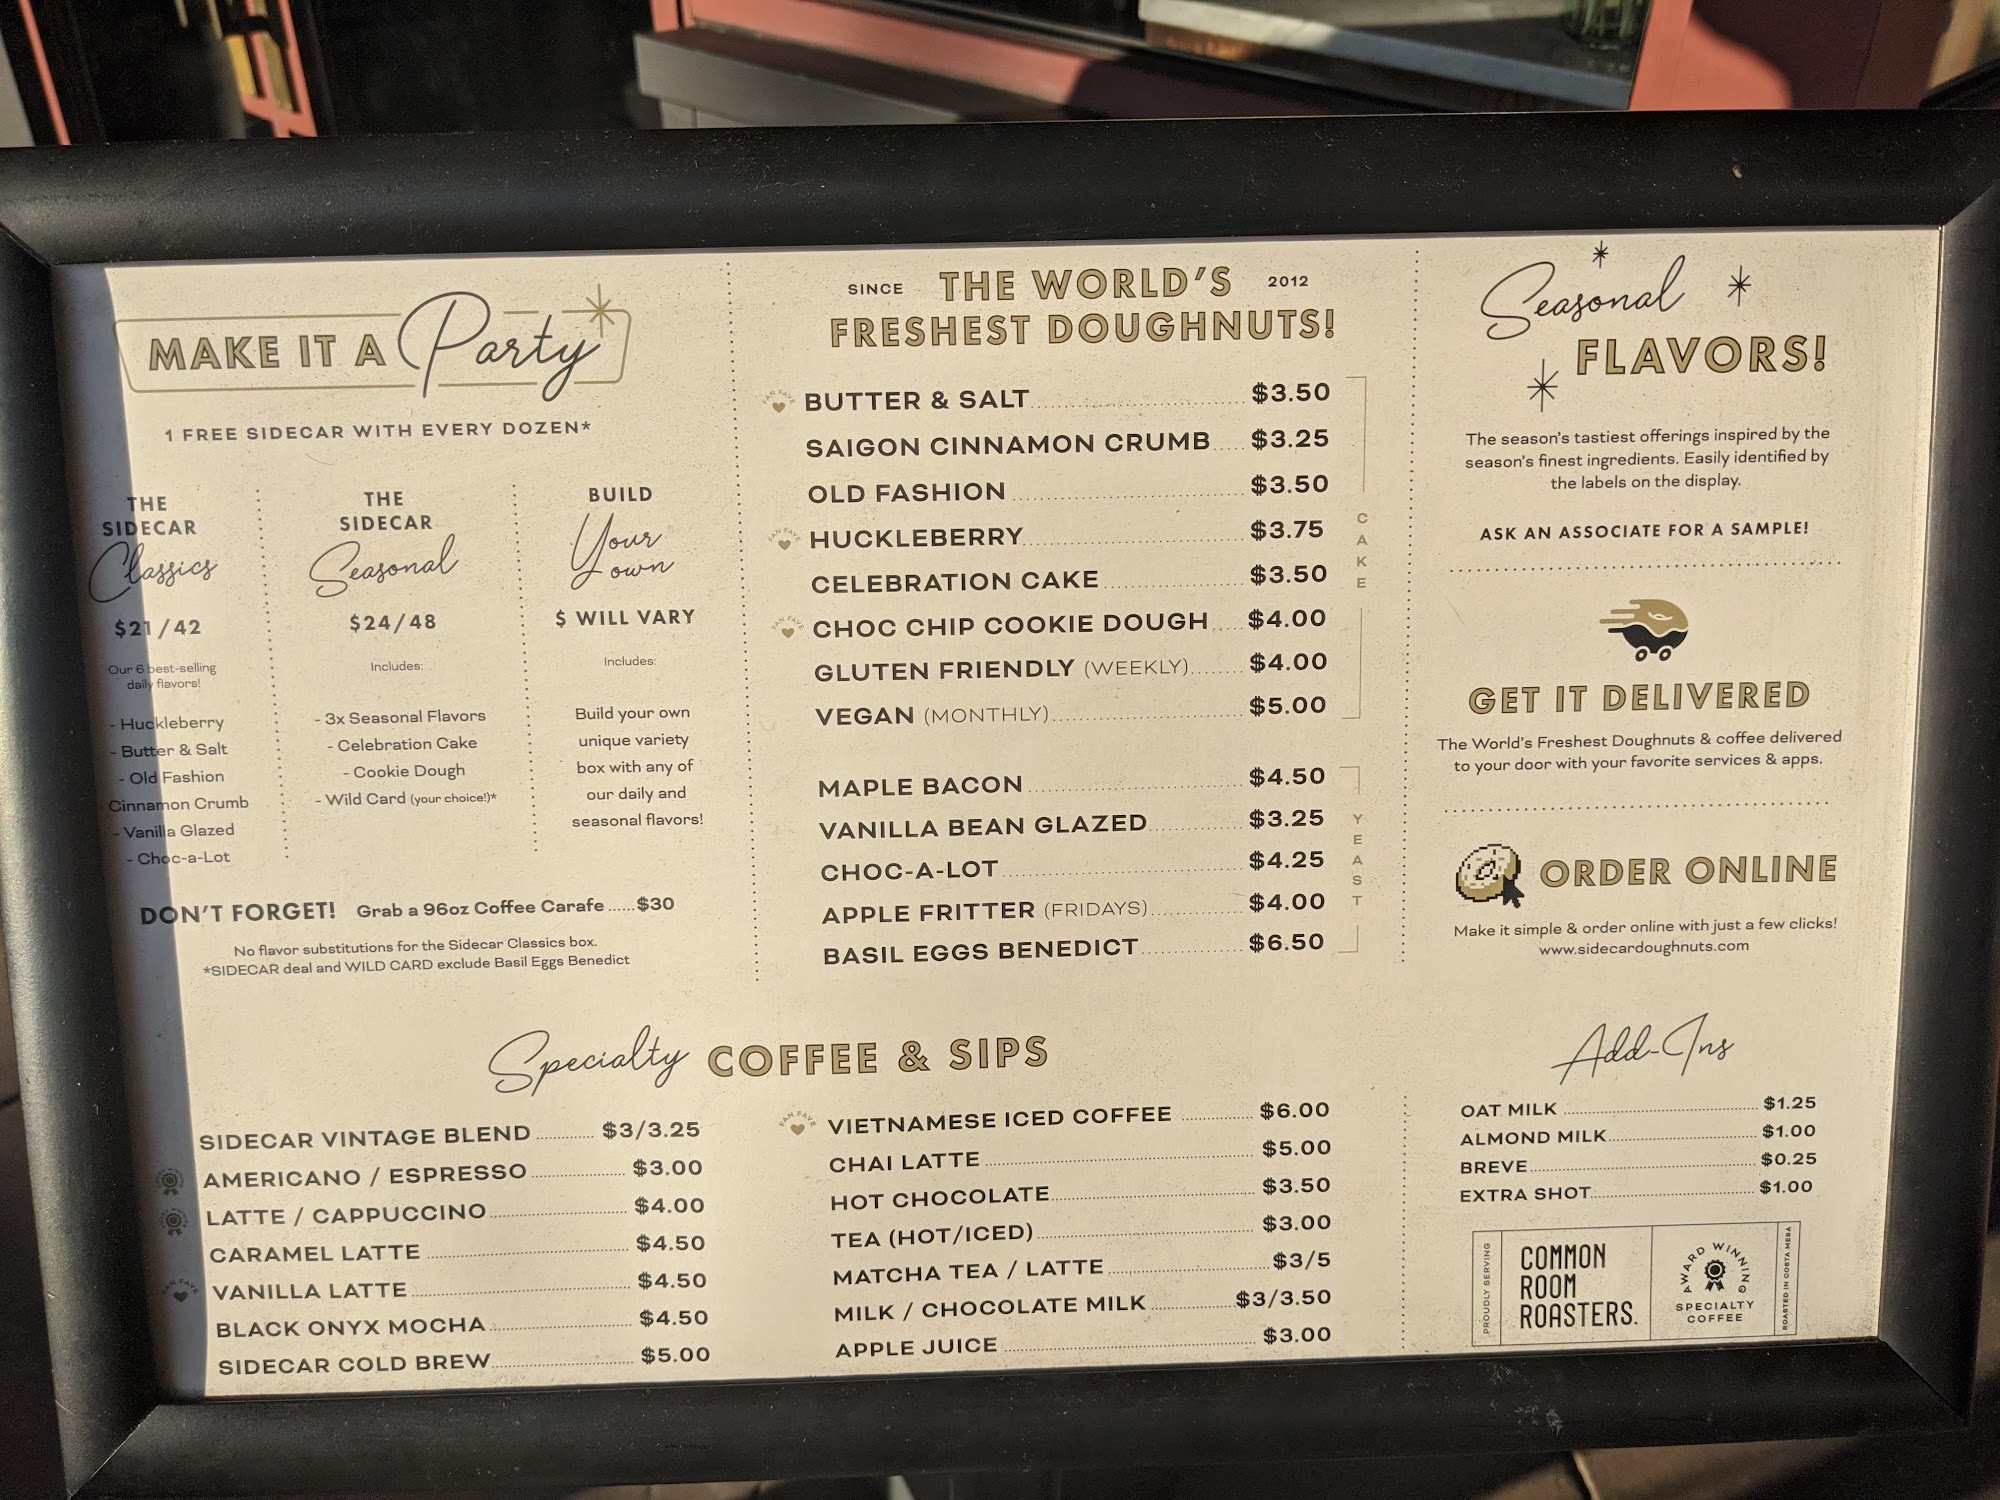 MAKE IT A Party
1 FREE SIDECAR WITH EVERY DOZEN*
THE
SIDECAR
Classics
$21/42
Our 6 best-selling
daily flavors!
- Huckleberry
- Butter & Salt
- Old Fashion
Cinnamon Crumb
- Vanilla Glazed
- Choc-a-Lot
THE
SIDECAR
Seasonal
$24/48
Includes:
- 3x Seasonal Flavors
- Celebration Cake
- Cookie Dough
- Wild Card (your choice!)*
BUILD
Your
own
$ WILL VARY
Includes:
Build your own
unique variety
box with any of
our daily and
seasonal flavors!
DON'T FORGET! Grab a 96oz Coffee Carafe ......$30
No flavor substitutions for the Sidecar Classics box.
*SIDECAR deal and WILD CARD exclude Basil Eggs Benedict
SINCE THE WORLD'S 2012
FRESHEST DOUGHNUTS!
FAN FAVE BUTTER & SALT $3.50
SAIGON CINNAMON CRUMB $3.25
OLD FASHION $3.50
FAN FAVE HUCKLEBERRY $3.75
CELEBRATION CAKE $3.50
FAN FAVE CHOC CHIP COOKIE DOUGH $4.00
GLUTEN FRIENDLY (WEEKLY) $4.00
VEGAN (MONTHLY) $5.00
CAKE
MAPLE BACON $4.50
VANILLA BEAN GLAZED $3.25
CHOC-A-LOT $4.25
APPLE FRITTER (FRIDAYS) $4.00
BASIL EGGS BENEDICT $6.50
YEAST
Seasonal
FLAVORS!
The season's tastiest offerings inspired by the
season's finest ingredients. Easily identified by
the labels on the display.
ASK AN ASSOCIATE FOR A SAMPLE!
GET IT DELIVERED
The World's Freshest Doughnuts & coffee delivered
to your door with your favorite services & apps.
ORDER ONLINE
Make it simple & order online with just a few clicks!
www.sidecardoughnuts.com
Specialty COFFEE & SIPS
SIDECAR VINTAGE BLEND $3/3.25
AMERICANO / ESPRESSO $3.00
LATTE / CAPPUCCINO $4.00
CARAMEL LATTE $4.50
FAN FAVE VANILLA LATTE $4.50
BLACK ONYX MOCHA $4.50
SIDECAR COLD BREW $5.00
FAN FAVE VIETNAMESE ICED COFFEE $6.00
CHAI LATTE $5.00
HOT CHOCOLATE $3.50
TEA (HOT/ICED) $3.00
MATCHA TEA / LATTE $3/5
MILK / CHOCOLATE MILK $3/3.50
APPLE JUICE $3.00
Add-Ins
OAT MILK $1.25
ALMOND MILK $1.00
BREVE $0.25
EXTRA SHOT $1.00
PROUDLY SERVING
COMMON
ROOM
ROASTERS.
AWARD WINNING
SPECIALTY
COFFEE
ROASTED IN COSTA MESA